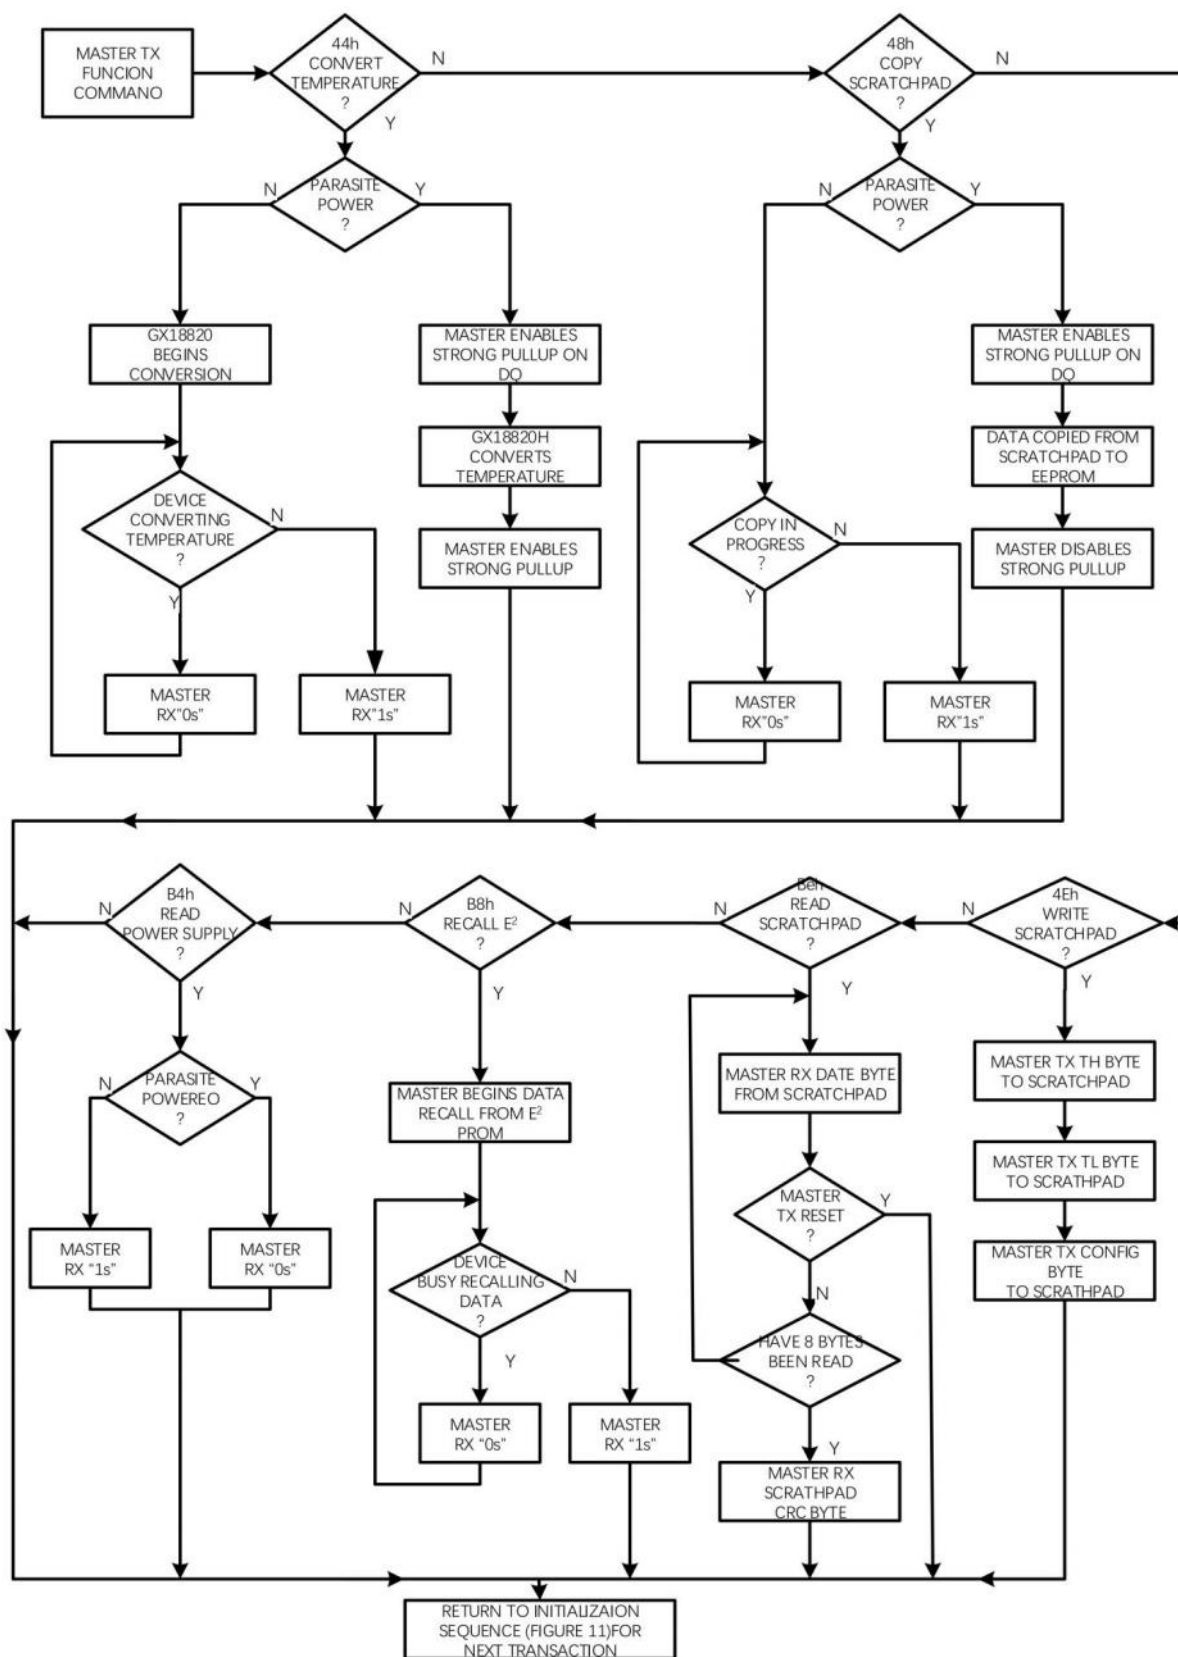 MASTER TX
FUNCION
COMMANO
44h
CONVERT
TEMPERATURE
?
N
Y
48h
COPY
SCRATCHPAD
?
N
Y
N
PARASITE
POWER
?
Y
N
PARASITE
POWER
?
Y
GX18820
BEGINS
CONVERSION
MASTER ENABLES
STRONG PULLUP ON
DQ
MASTER ENABLES
STRONG PULLUP ON
DQ
GX18820H
CONVERTS
TEMPERATURE
DATA COPIED FROM
SCRATCHPAD TO
EEPROM
DEVICE
CONVERTING
TEMPERATURE
?
N
Y
MASTER ENABLES
STRONG PULLUP
COPY IN
PROGRESS
?
N
Y
MASTER DISABLES
STRONG PULLUP
MASTER
RX"0s"
MASTER
RX"1s"
MASTER
RX"0s"
MASTER
RX"1s"
N
B4h
READ
POWER SUPPLY
?
Y
N
B8h
RECALL E²
?
Y
N
Beh
READ
SCRATCHPAD
?
Y
N
4Eh
WRITE
SCRATCHPAD
?
Y
N
PARASITE
POWEREO
?
Y
MASTER BEGINS DATA
RECALL FROM E²
PROM
MASTER RX DATE BYTE
FROM SCRATCHPAD
MASTER TX TH BYTE
TO SCRATCHPAD
MASTER TX TL BYTE
TO SCRATHPAD
MASTER
TX RESET
?
Y
N
MASTER
RX "1s"
MASTER
RX "0s"
DEVICE
BUSY RECALLING
DATA
?
N
Y
MASTER TX CONFIG
BYTE
TO SCRATHPAD
HAVE 8 BYTES
BEEN READ
?
Y
MASTER
RX "0s"
MASTER
RX "1s"
MASTER RX
SCRATHPAD
CRC BYTE
RETURN TO INITIALIZAION
SEQUENCE (FIGURE 11)FOR
NEXT TRANSACTION